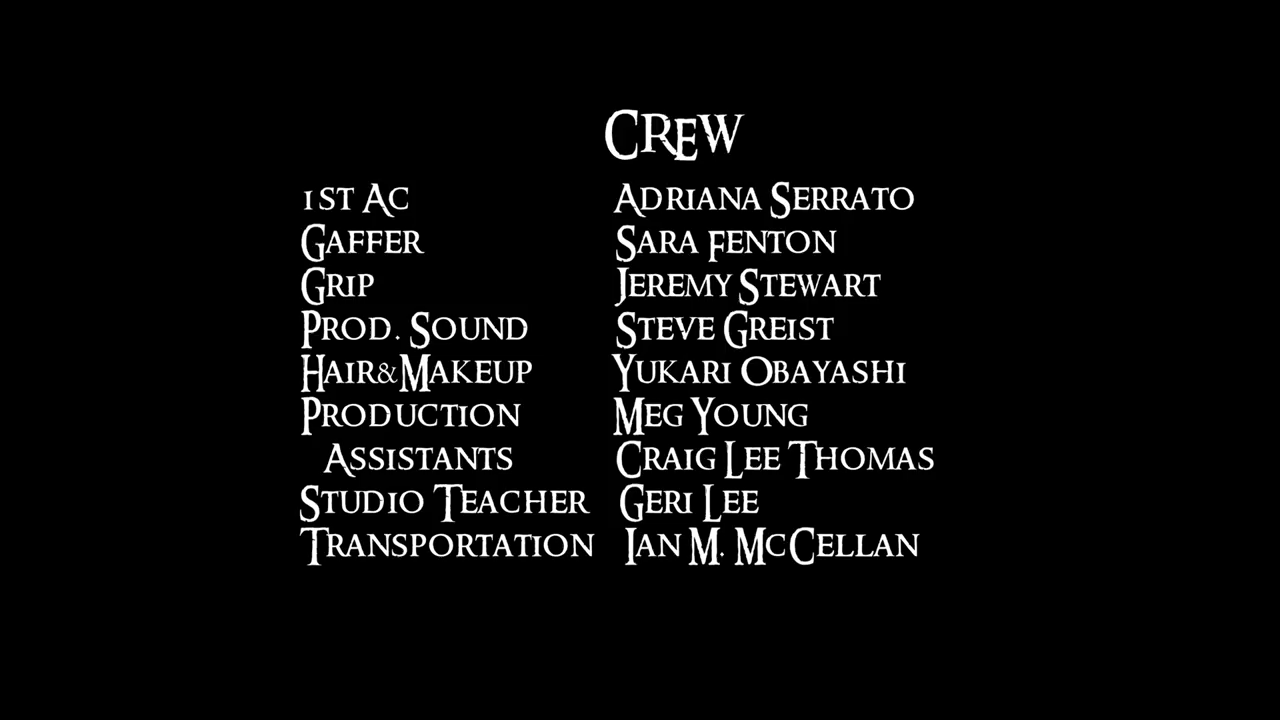 Crew
1st Ac Adriana Serrato
Gaffer Sara Fenton
Grip Jeremy Stewart
Prod. Sound Steve Greist
Hair&Makeup Yukari Obayashi
Production Meg Young
Assistants Craig Lee Thomas
Studio Teacher Geri Lee
Transportation Ian M. McCellan